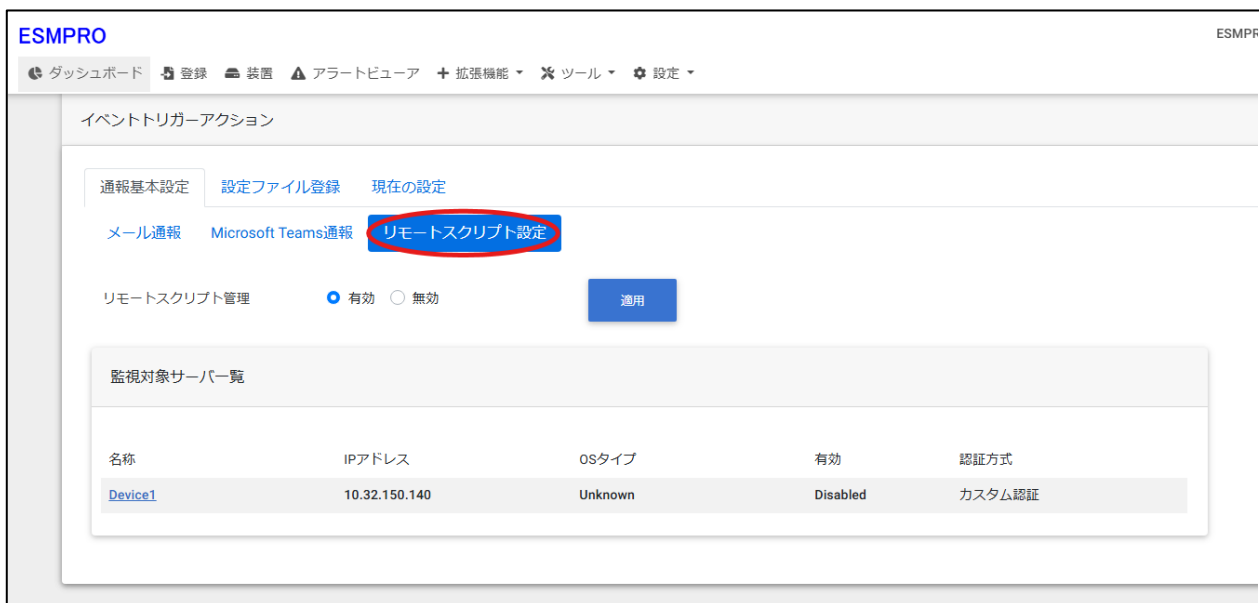 ESMPRO
ESMPR
ダッシュボード 登録 装置 アラートビューア 拡張機能 ツール 設定
イベントトリガーアクション
通報基本設定 設定ファイル登録 現在の設定
メール通報 Microsoft Teams通報 リモートスクリプト設定
リモートスクリプト管理 有効 無効 適用
監視対象サーバ一覧
名称 IPアドレス OSタイプ 有効 認証方式
Device1 10.32.150.140 Unknown Disabled カスタム認証